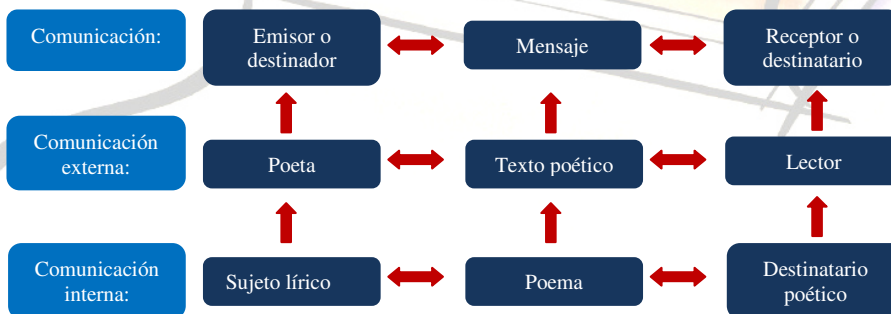 Comunicación:
Emisor o
destinador
Mensaje
Receptor o
destinatario
Comunicación
externa:
Poeta
Texto poético
Lector
Comunicación
interna:
Sujeto lírico
Poema
Destinatario
poético